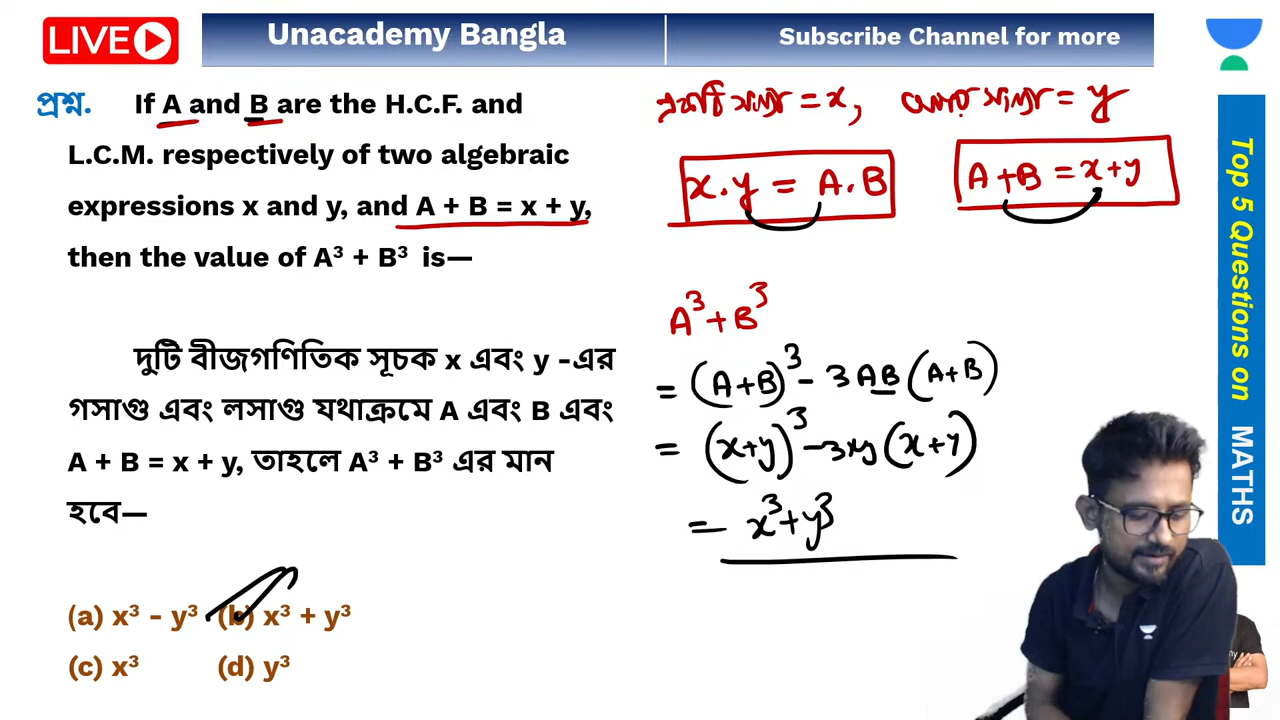 LIVE
Unacademy Bangla
Subscribe Channel for more
প্রশ্ন. If A and B are the H.C.F. and
L.C.M. respectively of two algebraic
expressions x and y, and A + B = x + y,
then the value of A³ + B³ is—
দুটি বীজগণিতিক সূচক x এবং y -এর
গসাগু এবং লসাগু যথাক্রমে A এবং B এবং
A + B = x + y, তাহলে A³ + B³ এর মান
হবে—
(a) x³ - y³ (b) x³ + y³
(c) x³ (d) y³
একটি সংখ্যা = x, অপর সংখ্যা = y
x . y = A . B
A + B = x + y
A³ + B³
= (A+B)³ - 3AB(A+B)
= (x+y)³ - 3xy(x+y)
= x³ + y³
Top 5 Questions on MATHS